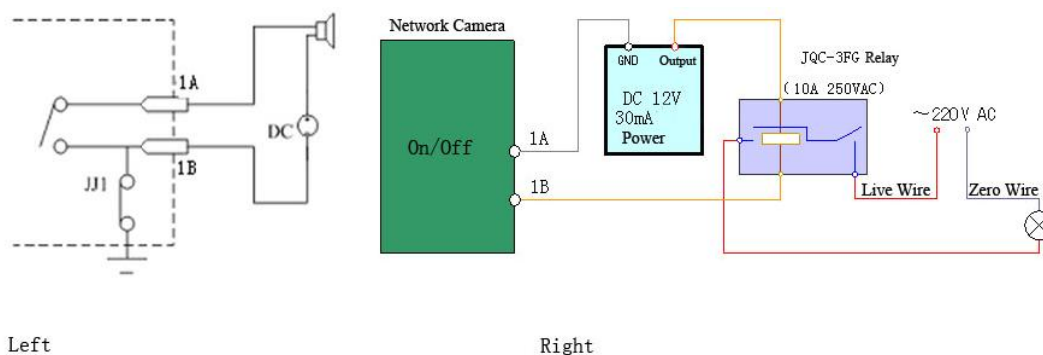 1A
DC
1B
JJ1
Left
Network Camera
On/Off
1A
1B
GND Output
DC 12V
30mA
Power
JQC-3FG Relay
(10A 250VAC)
~220V AC
Live Wire
Zero Wire
Right